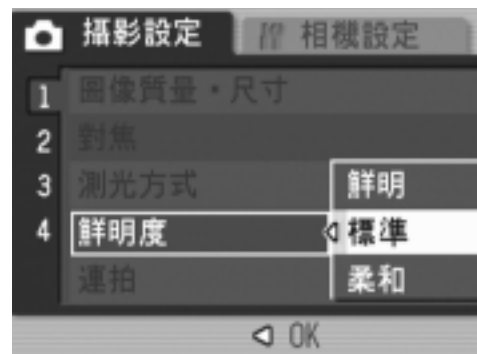 攝影設定 相機設定
1 圖像質量・尺寸
2 對焦
3 測光方式 鮮明
4 鮮明度 標準
連拍 柔和
OK